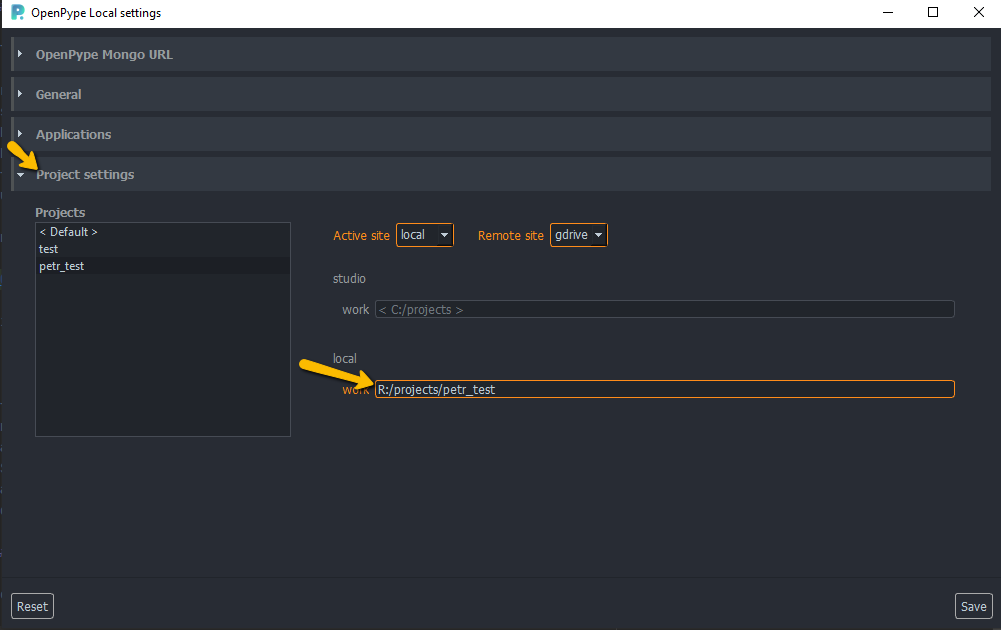 OpenPype Local settings
OpenPype Mongo URL
General
Applications
Project settings
Projects
< Default >
test
petr_test
Active site local Remote site gdrive
studio
work < C:/projects >
local
work R:/projects/petr_test
Reset Save